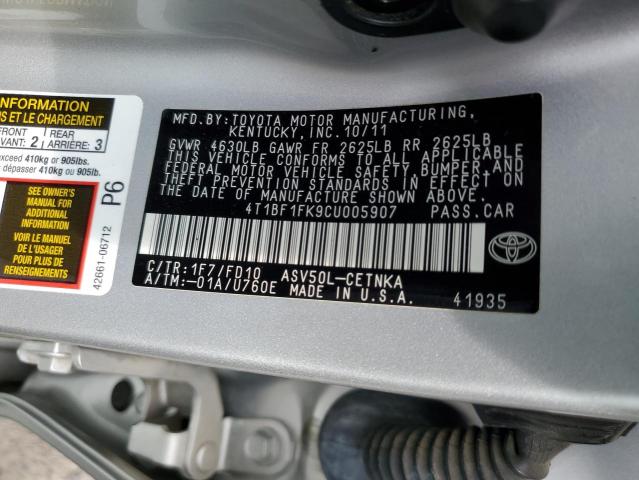 INFORMATION
S ET LE CHARGEMENT
FRONT 2 REAR 3
AVANT: ARRIÈRE:
exceed 410kg or 905lbs.
dépasser 410kg or 905lbs.
SEE OWNER'S
MANUAL FOR
ADDITIONAL
INFORMATION
VOIR LE MANUEL
DE L'USAGER
POUR PLUS DE
RENSEIGNEMENTS
P6
42661-06712
MFD.BY:TOYOTA MOTOR MANUFACTURING,
KENTUCKY, INC. 10/11
GVWR 4630LB GAWR FR 2625LB RR 2625LB
THIS VEHICLE CONFORMS TO ALL APPLICABLE
FEDERAL MOTOR VEHICLE SAFETY,BUMPER,AND
THEFT PREVENTION STANDARDS IN EFFECT ON
THE DATE OF MANUFACTURE SHOWN ABOVE.
4T1BF1FK9CU005907 PASS.CAR
C/TR:1F7/FD10 ASV50L-CETNKA
A/TM:-01A/U760E MADE IN U.S.A.
41935
TOYOTA